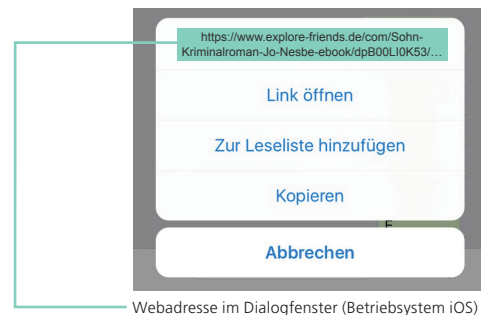 https://www.explore-friends.de/com/Sohn-
Kriminalroman-Jo-Nesbe-ebook/dpB00LI0K53/…
Link öffnen
Zur Leseliste hinzufügen
Kopieren
Abbrechen
Webadresse im Dialogfenster (Betriebsystem iOS)